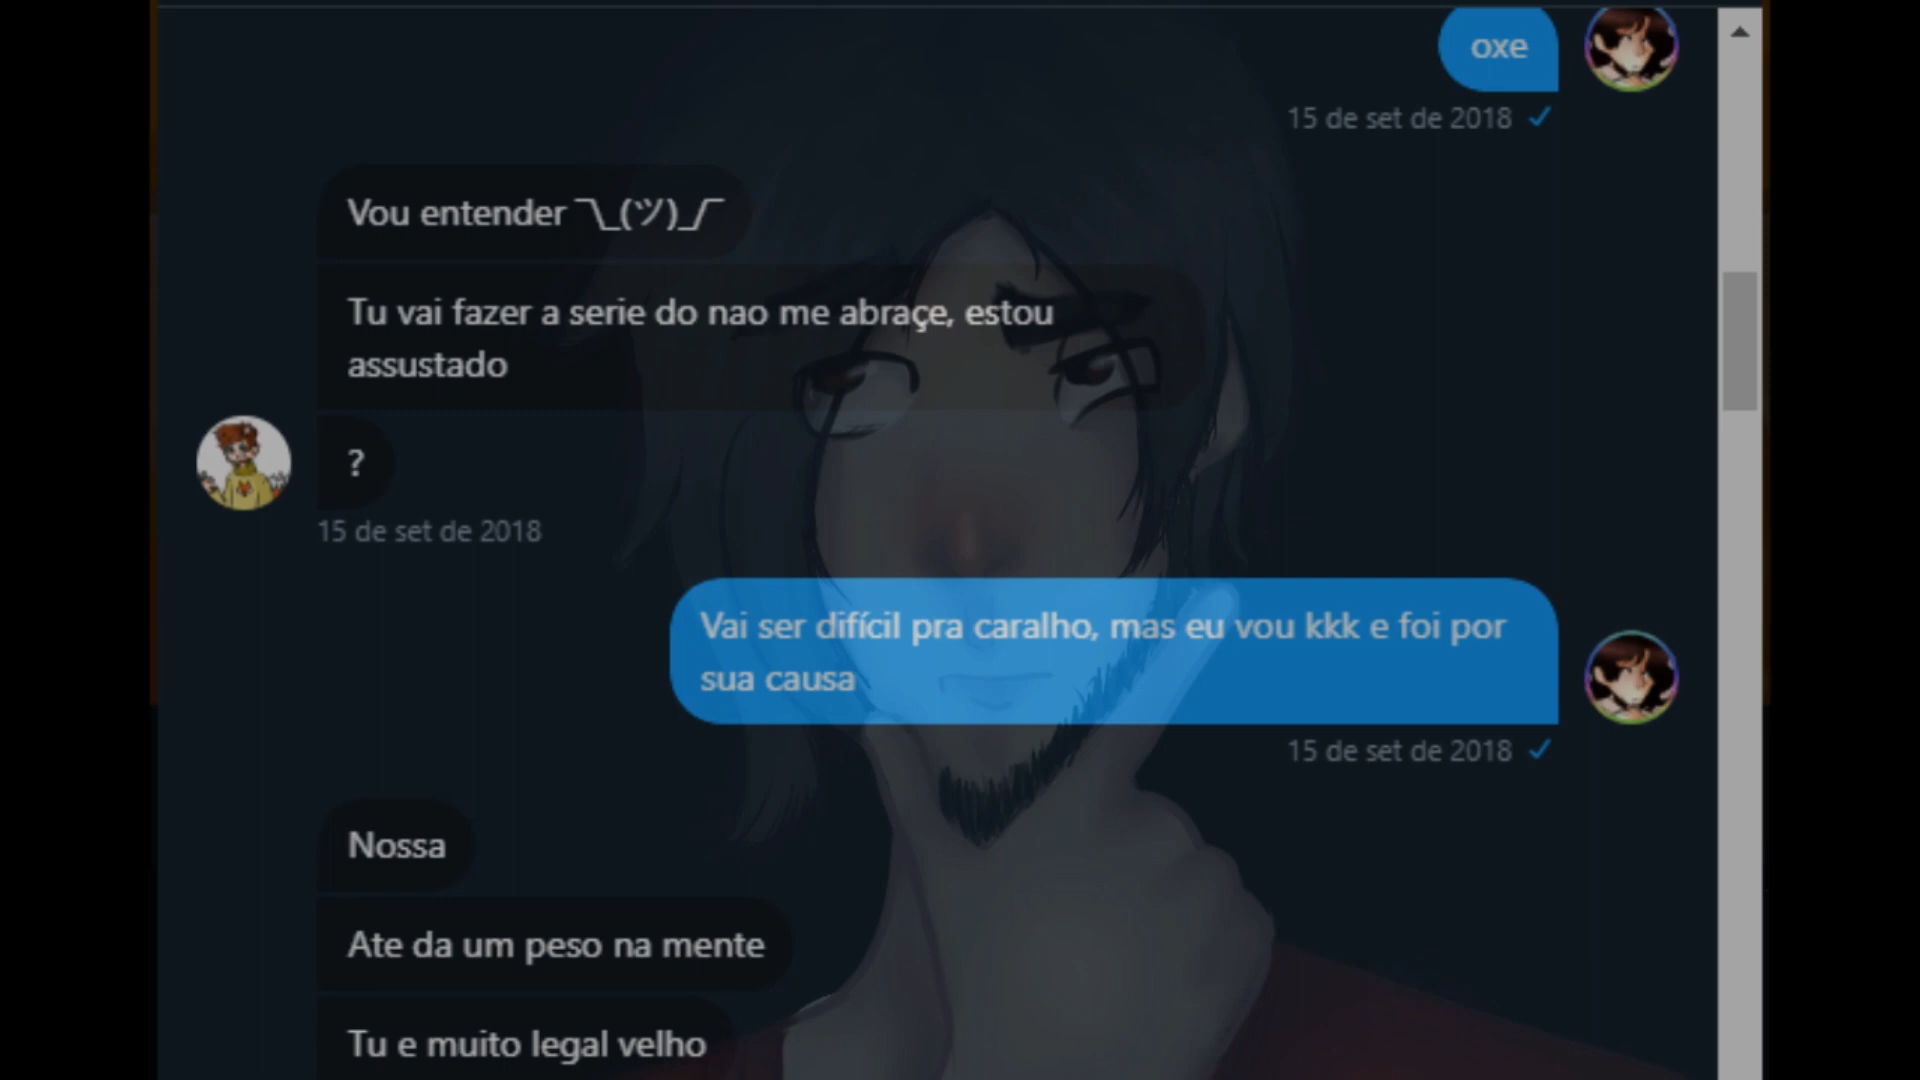 oxe
15 de set de 2018
Vou entender ¯\_(ツ)_/¯
Tu vai fazer a serie do nao me abraçe, estou
assustado
?
15 de set de 2018
Vai ser difícil pra caralho, mas eu vou kkk e foi por
sua causa
15 de set de 2018
Nossa
Ate da um peso na mente
Tu e muito legal velho